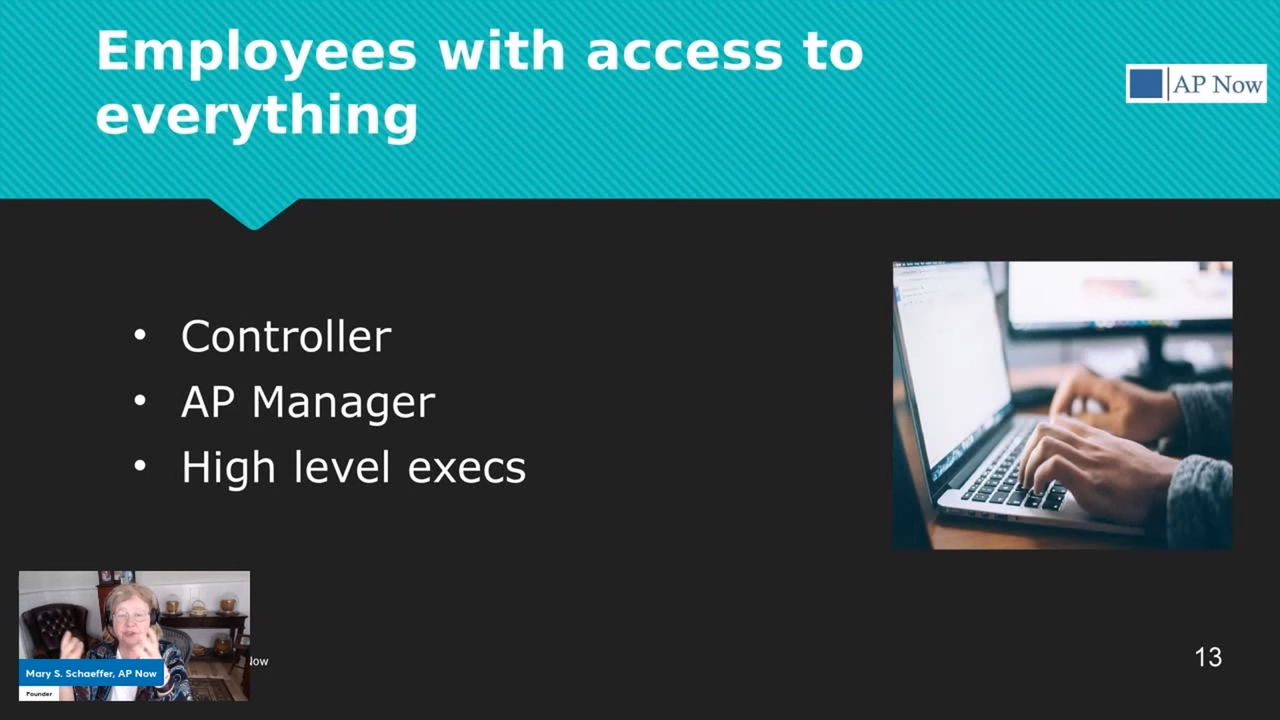 Employees with access to
everything
AP Now
• Controller
• AP Manager
• High level execs
Mary S. Schaeffer, AP Now
Founder
Now
13